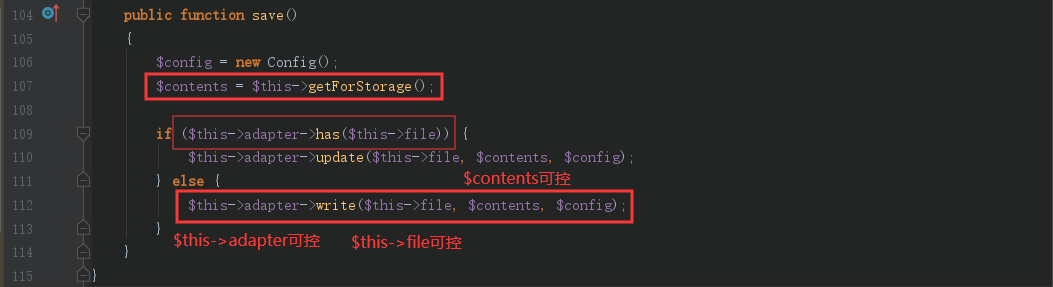 104 public function save()
105 {
106 $config = new Config();
107 $contents = $this->getForStorage();
108
109 if ($this->adapter->has($this->file)) {
110 $this->adapter->update($this->file, $contents, $config);
111 } else {
$contents可控
112 $this->adapter->write($this->file, $contents, $config);
113 }
$this->adapter可控 $this->file可控
114 }
115 }